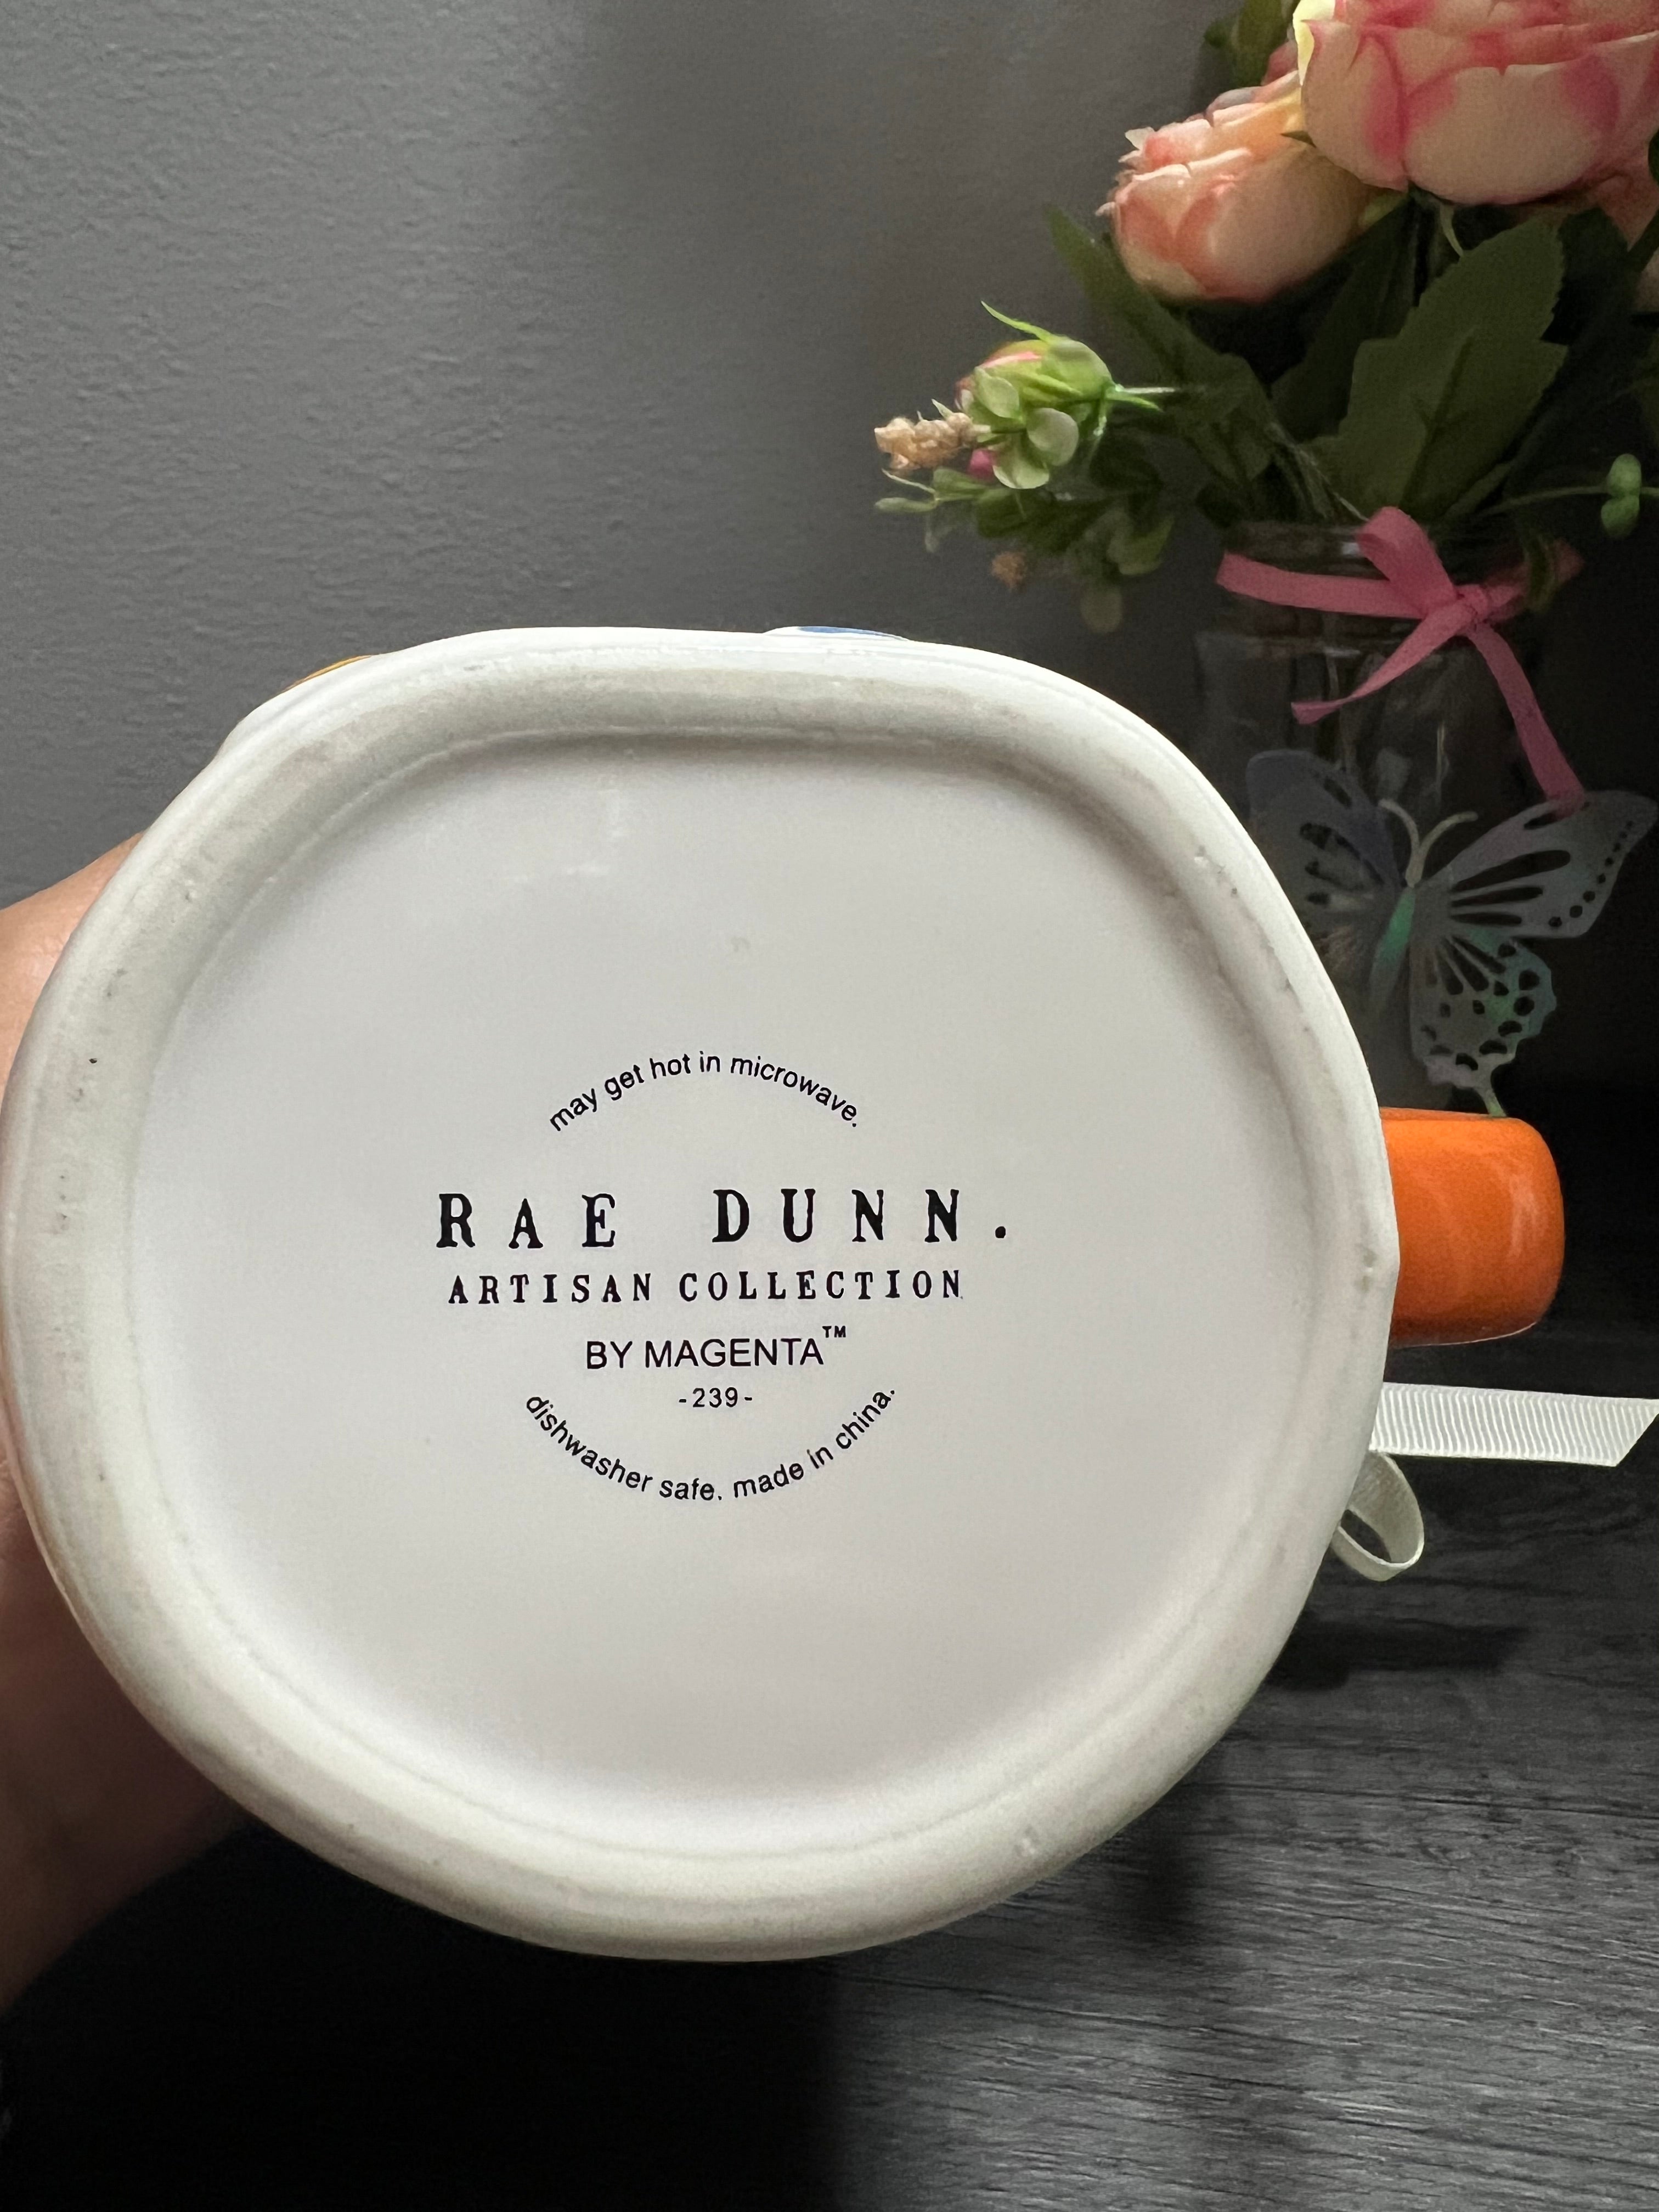 may get hot in microwave.
RAE DUNN.
ARTISAN COLLECTION
BY MAGENTA™
-239-
dishwasher safe. made in china.